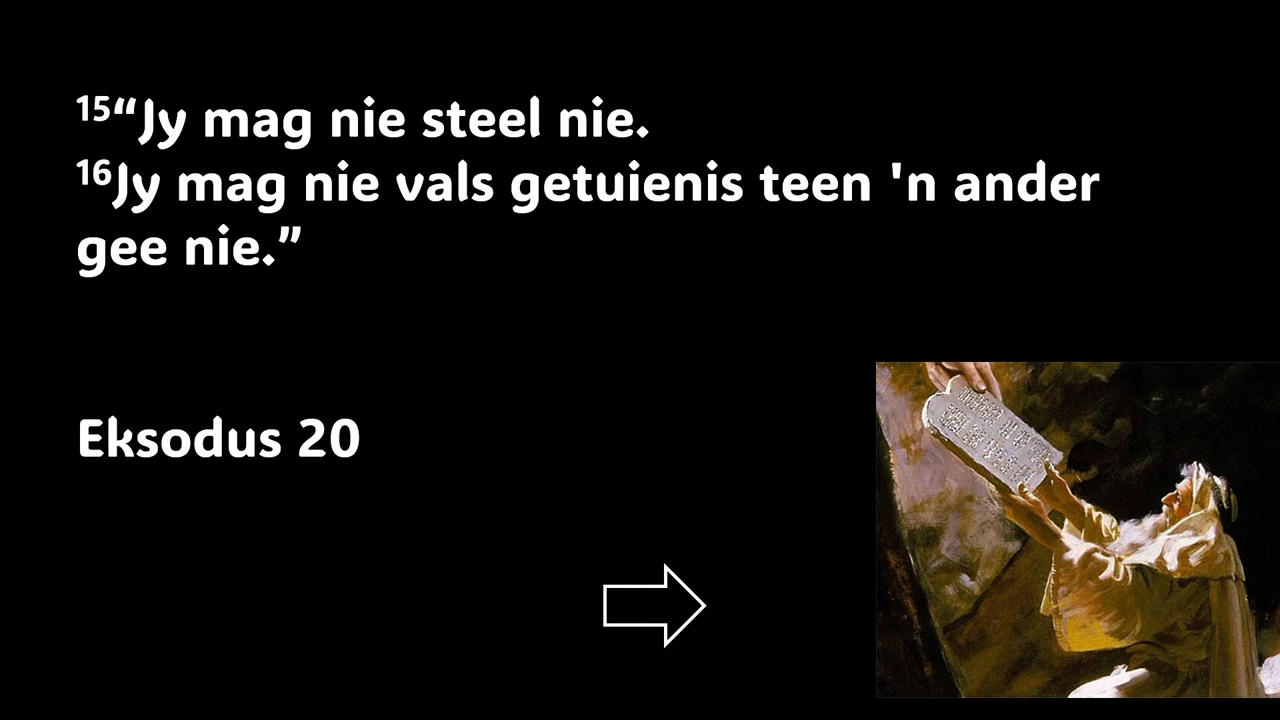 ¹⁵“Jy mag nie steel nie.
¹⁶Jy mag nie vals getuienis teen 'n ander
gee nie.”
Eksodus 20